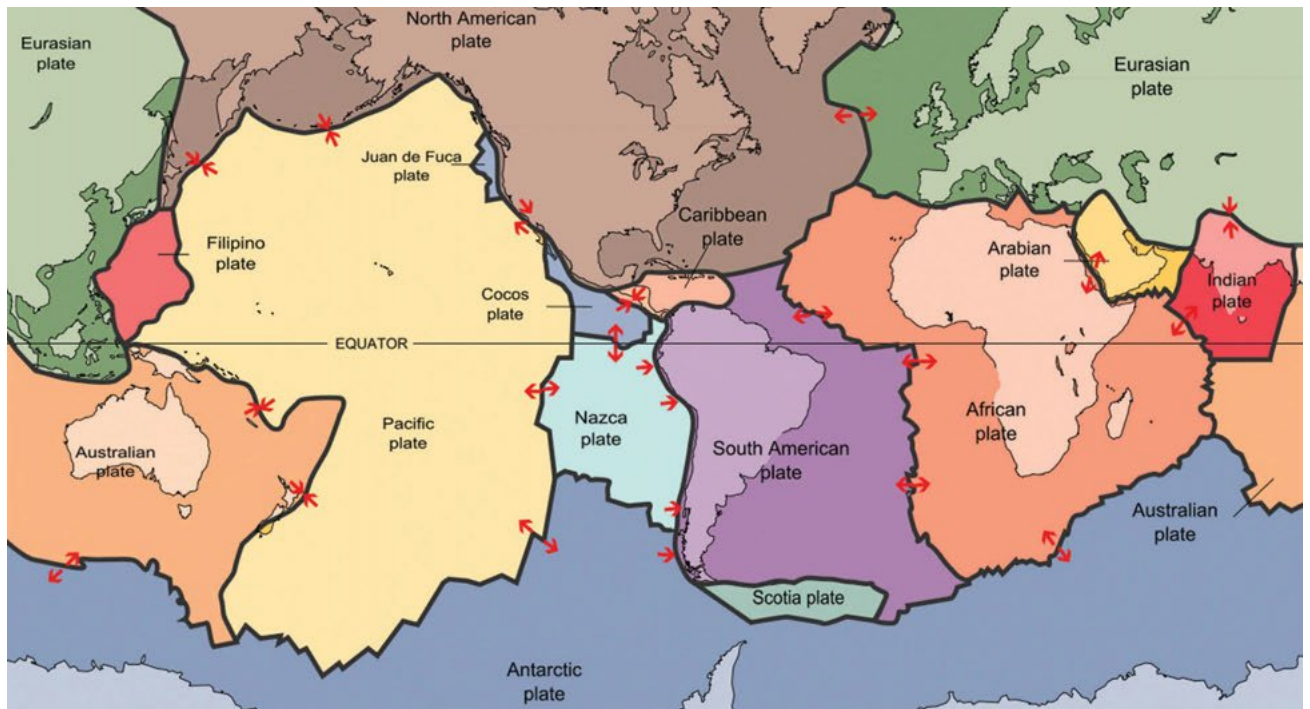 North American
plate
Eurasian
plate
Eurasian
plate
Juan de Fuca
plate
Caribbean
plate
Filipino
plate
Arabian
plate
Indian
plate
Cocos
plate
EQUATOR
Nazca
plate
Pacific
plate
African
plate
Australian
plate
South American
plate
Australian
plate
Scotia plate
Antarctic
plate